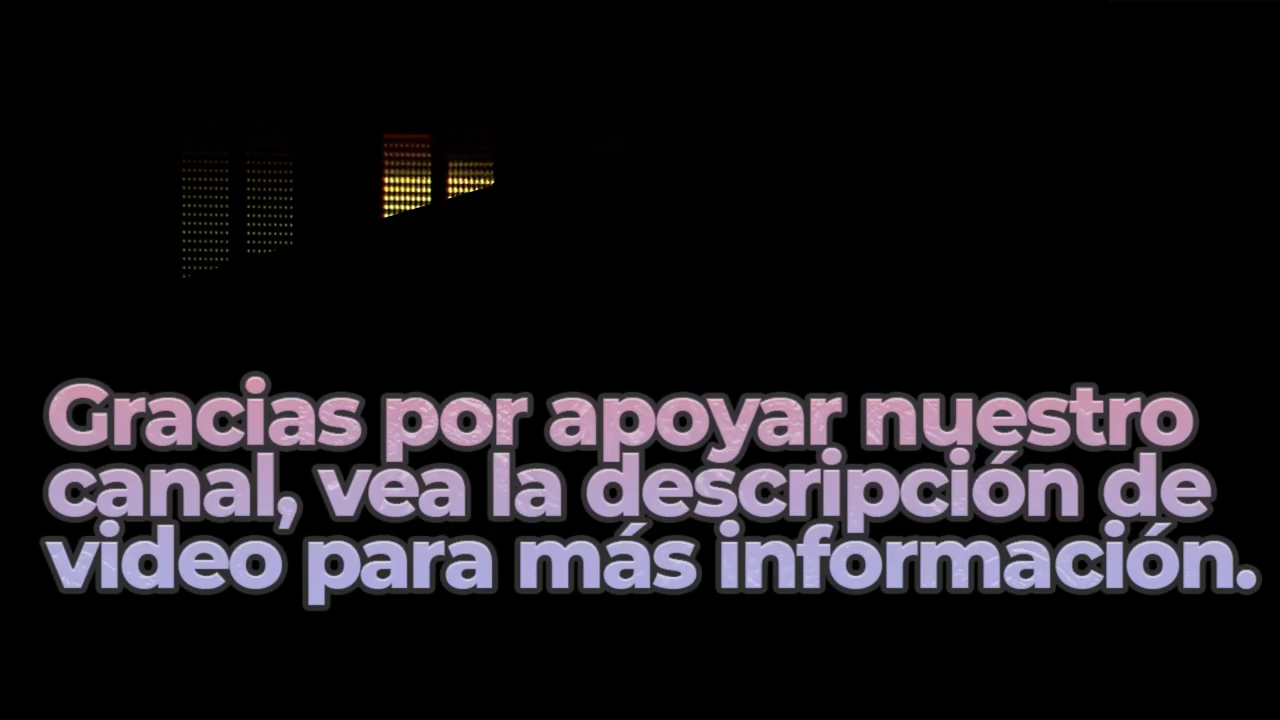 Gracias por apoyar nuestro
canal, vea la descripción de
video para más información.